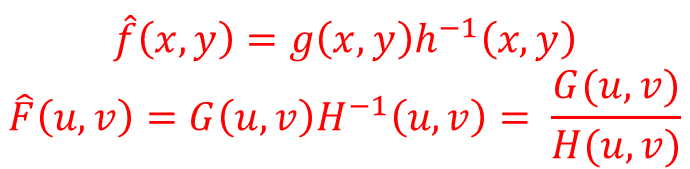 f̂(x, y) = g(x, y)h⁻¹(x, y)
F̂(u, v) = G(u, v)H⁻¹(u, v) = G(u, v) / H(u, v)